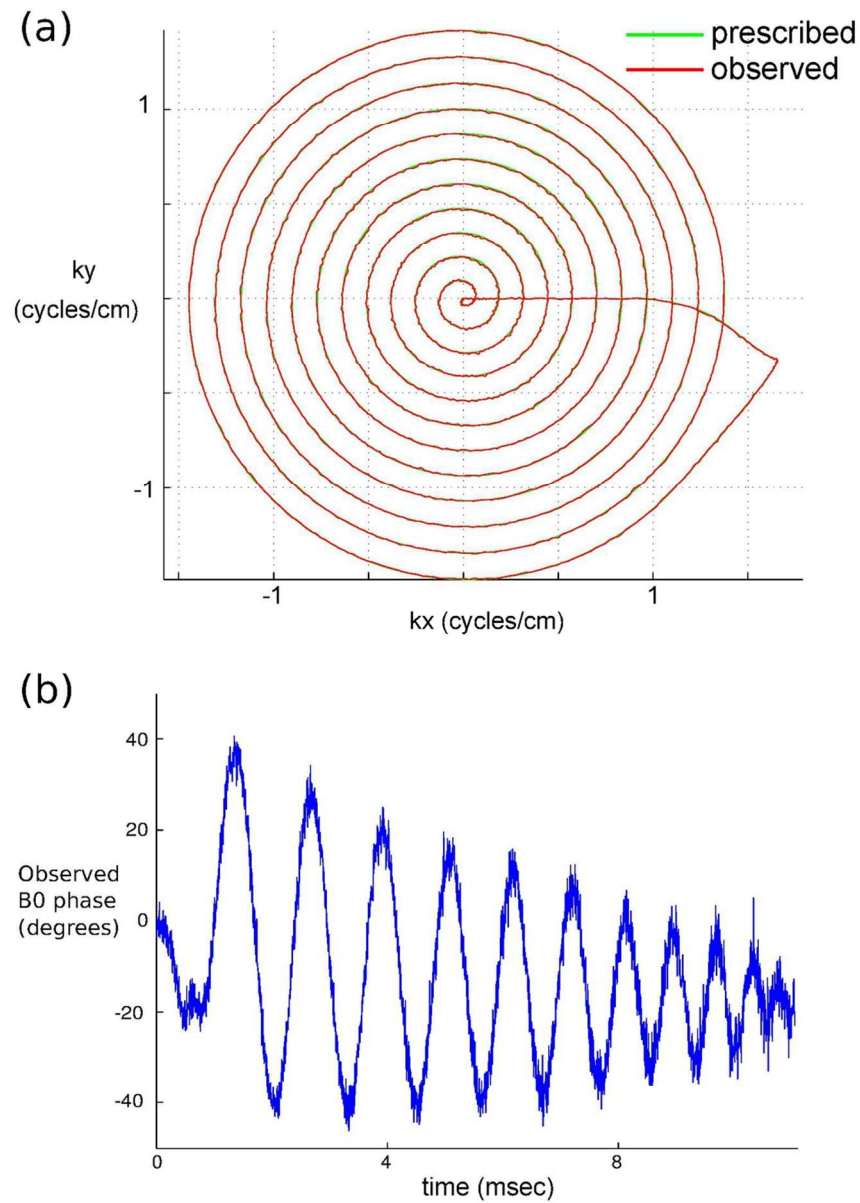 (a)
prescribed
observed
1
ky
(cycles/cm)
-1
-1
1
kx (cycles/cm)
(b)
40
20
Observed
B0 phase
(degrees)
0
-20
-40
0
4
8
time (msec)